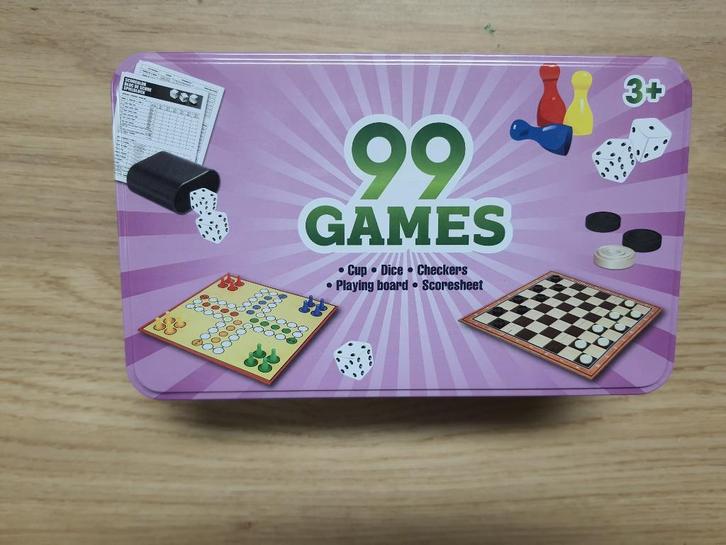 3+
99
GAMES
• Cup • Dice • Checkers
• Playing board • Scoresheet